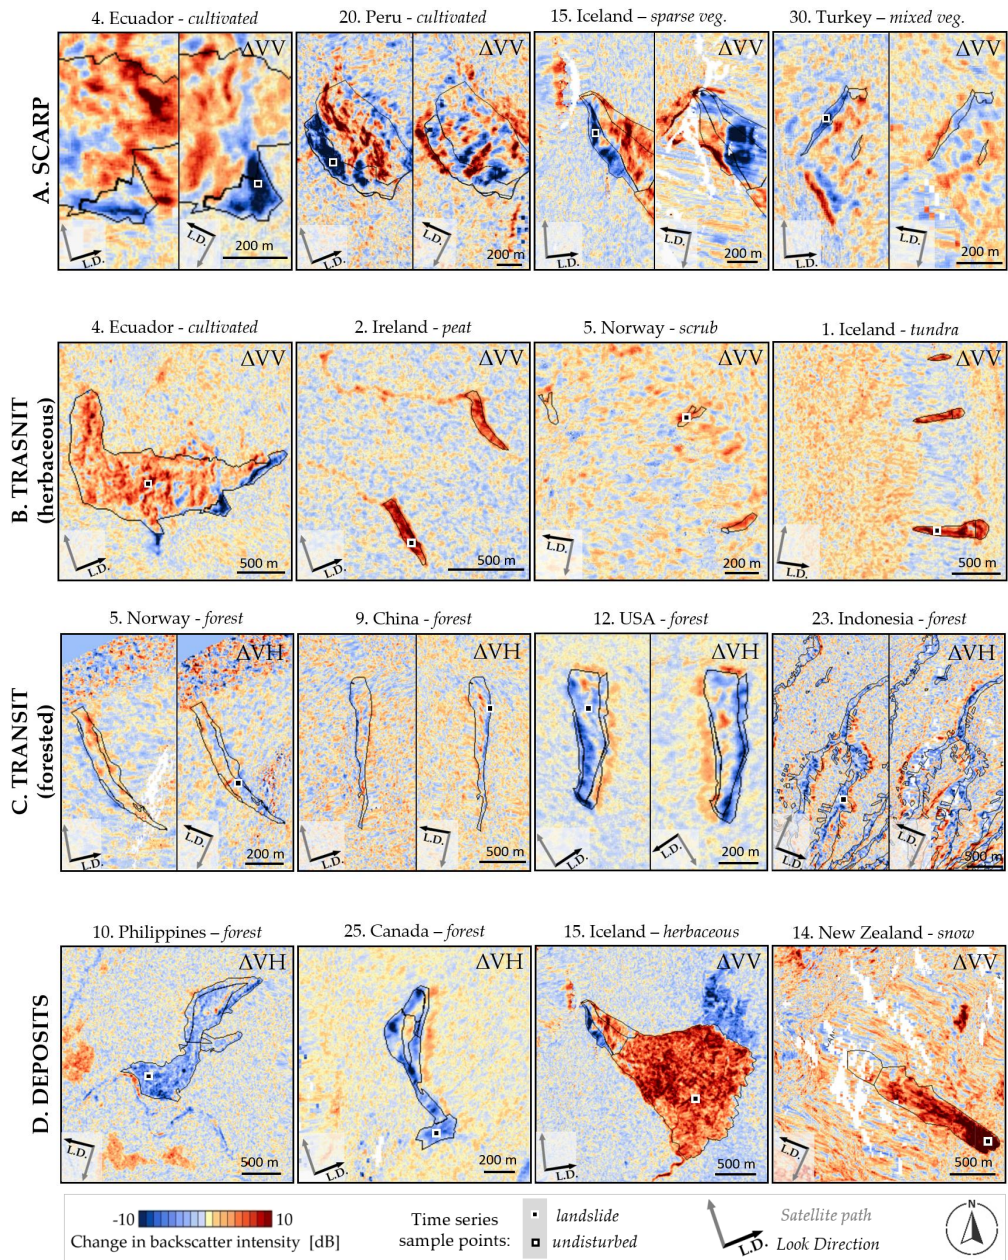 4. Ecuador - cultivated
20. Peru - cultivated
15. Iceland – sparse veg.
30. Turkey – mixed veg.
A. SCARP
ΔVV
L.D.
L.D.
200 m
ΔVV
L.D.
L.D.
200 m
ΔVV
L.D.
L.D.
200 m
ΔVV
L.D.
L.D.
200 m
4. Ecuador - cultivated
2. Ireland - peat
5. Norway - scrub
1. Iceland - tundra
B. TRASNIT
(herbaceous)
ΔVV
L.D.
500 m
ΔVV
L.D.
500 m
ΔVV
L.D.
200 m
ΔVV
L.D.
500 m
5. Norway - forest
9. China - forest
12. USA - forest
23. Indonesia - forest
C. TRANSIT
(forested)
ΔVH
L.D.
L.D.
200 m
ΔVH
L.D.
L.D.
500 m
ΔVH
L.D.
L.D.
200 m
ΔVH
L.D.
L.D.
500 m
10. Philippines – forest
25. Canada – forest
15. Iceland – herbaceous
14. New Zealand - snow
D. DEPOSITS
ΔVH
L.D.
500 m
ΔVH
L.D.
200 m
ΔVV
L.D.
500 m
ΔVV
L.D.
500 m
-10 10
Change in backscatter intensity [dB]
Time series
sample points:
landslide
undisturbed
Satellite path
L.D. Look Direction
N